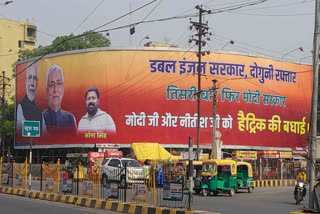 डबल इंजन सरकार, दोगुनी रफ्तार
तिसरी बार फिर मोदी सरकार
मोदी जी और नीतीश जी को हैट्रिक की बधाई
सोना सिंह